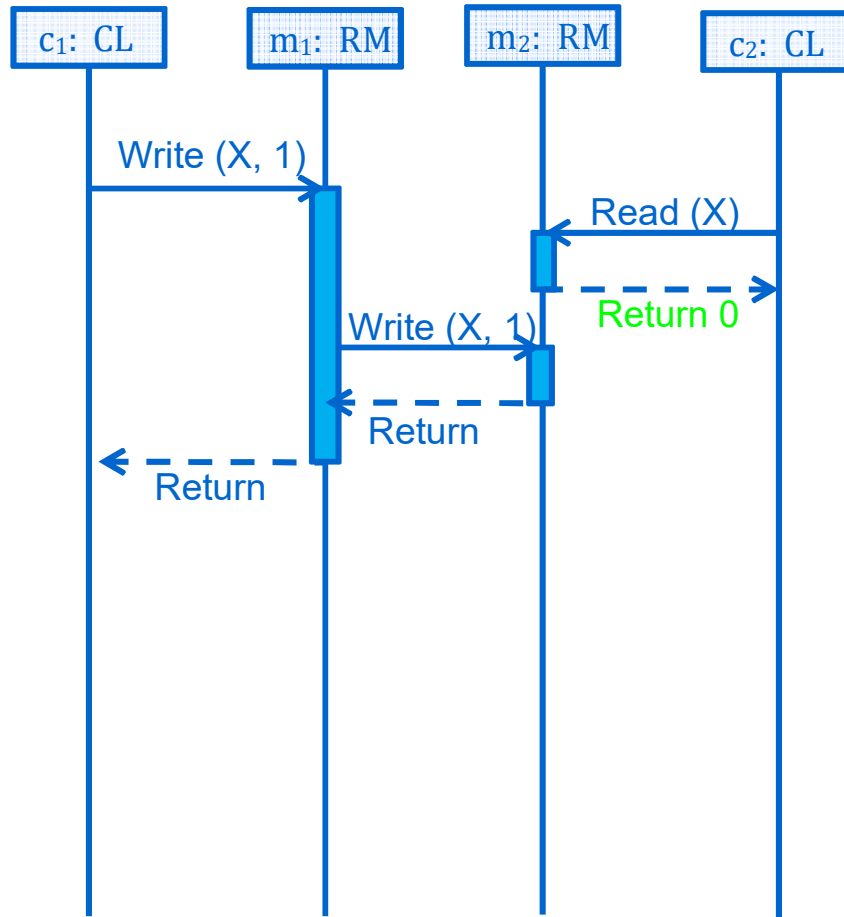 c₁: CL
m₁: RM
m₂: RM
c₂: CL
Write (X, 1)
Read (X)
Return 0
Write (X, 1)
Return
Return